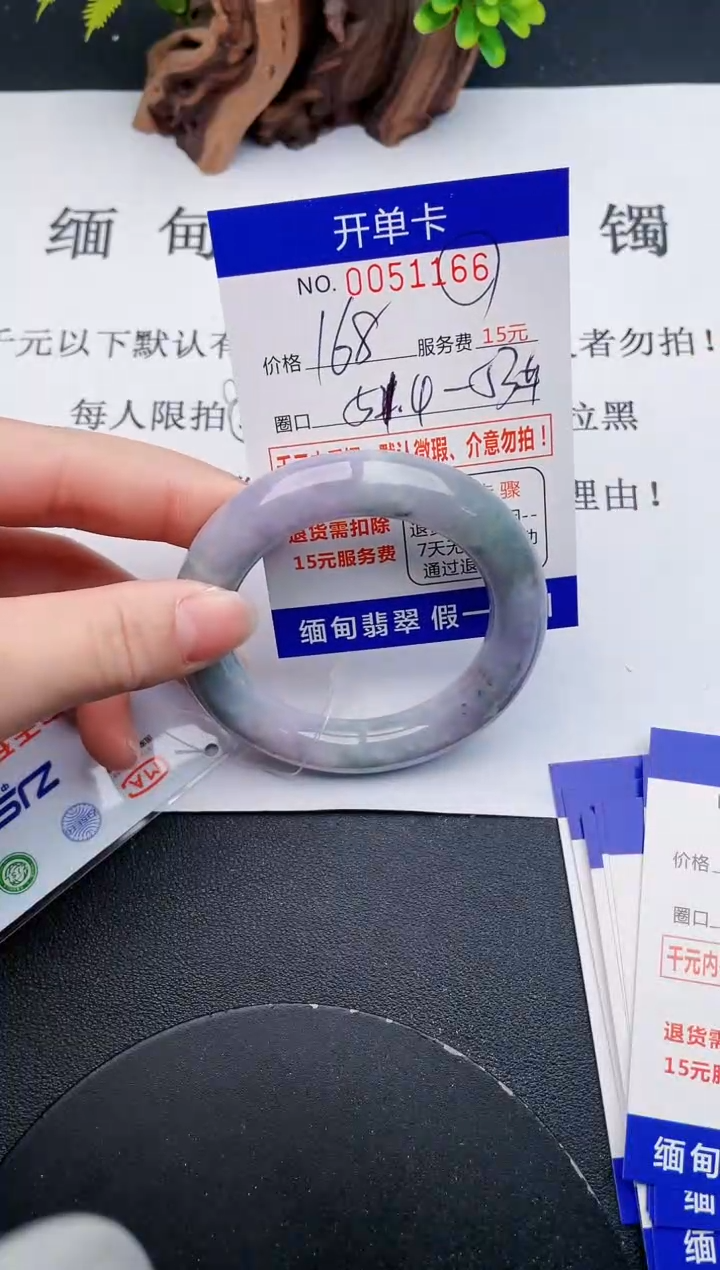 缅 甸
镯
千元以下默认有
者勿拍！
每人限拍
拉黑
理由！
开单卡
NO. 0051166
价格 168 服务费 15元
圈口
默认微瑕、介意勿拍！
骤
退货需扣除
15元服务费
7天无
通过退
缅甸翡翠 假一
MA
价格
圈口
千元内
退货需
15元服
缅甸
缅
缅